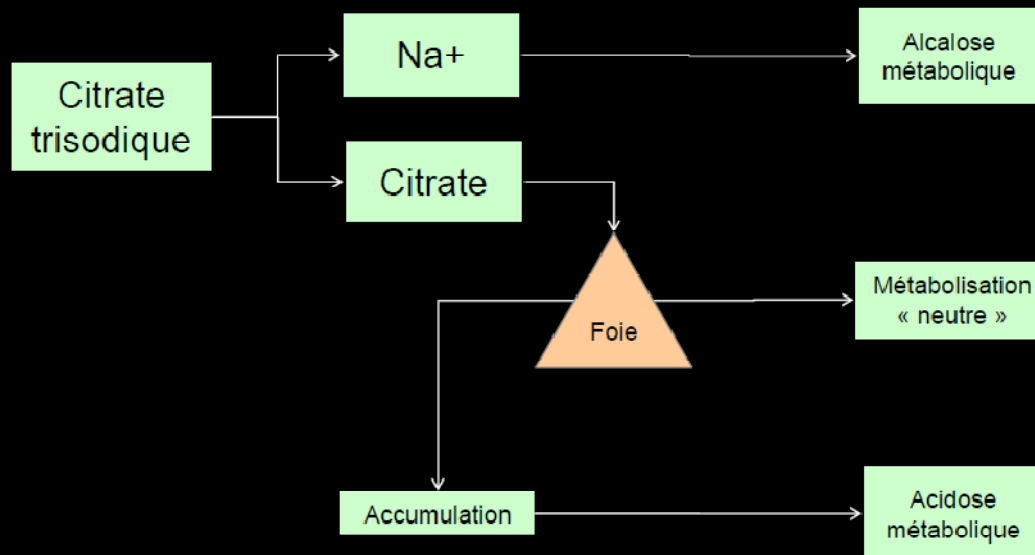 Citrate
trisodique
Na+
Alcalose
métabolique
Citrate
Foie
Métabolisation
« neutre »
Accumulation
Acidose
métabolique